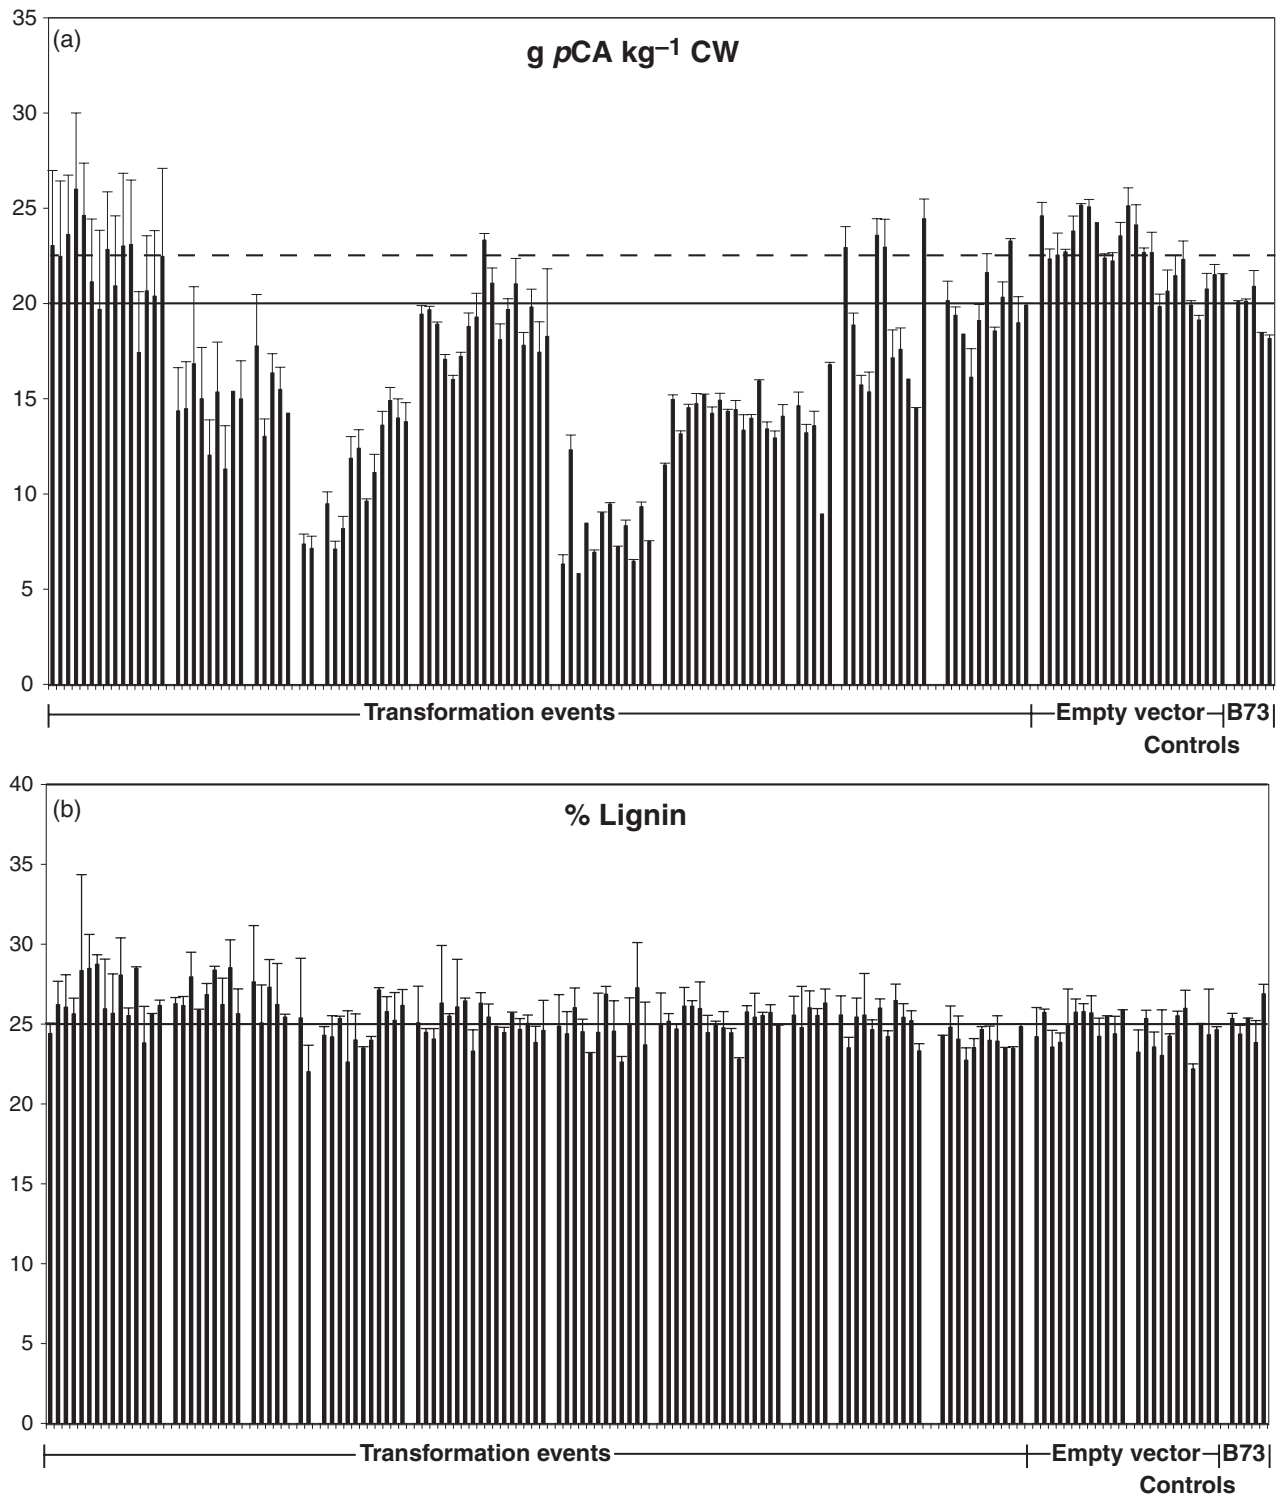 (a)
g pCA kg–1 CW
35
30
25
20
15
10
5
0
Transformation events
Empty vector
B73
Controls
(b)
% Lignin
40
35
30
25
20
15
10
5
0
Transformation events
Empty vector
B73
Controls